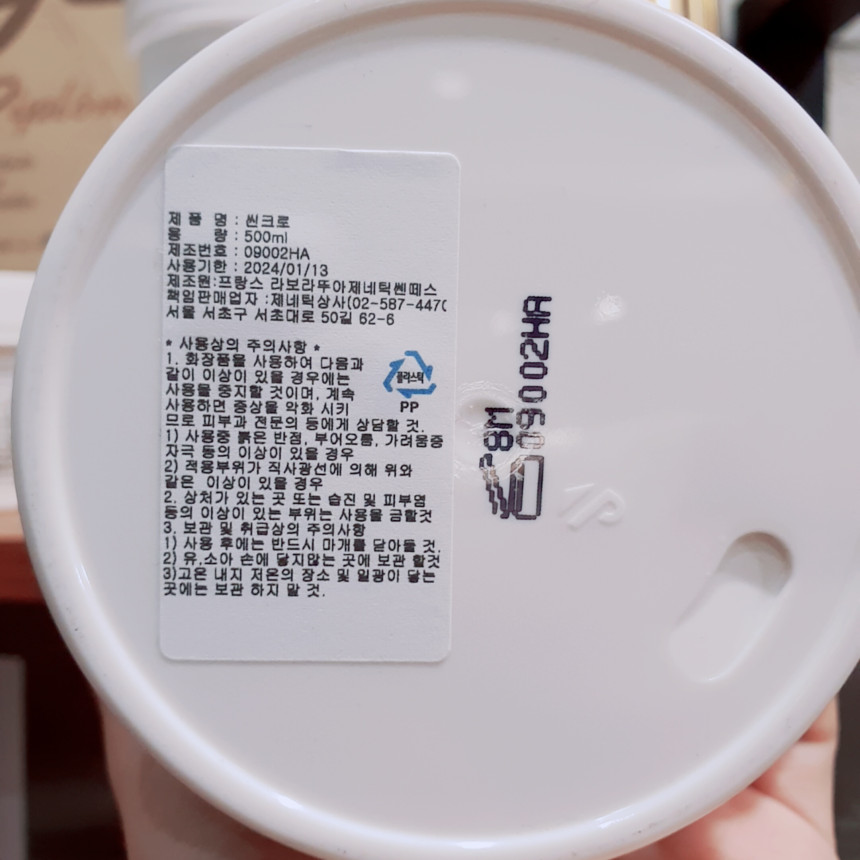 제 품 명 : 씬크로
용 량 : 500ml
제조번호 : 09002HA
사용기한 : 2024/01/13
제조원:프랑스 라보라뚜아제네틱쎈떼스
책임판매업자 :제네틱상사(02-587-4470
서울 서초구 서초대로 50길 62-6
* 사용상의 주의사항 *
1. 화장품을 사용하여 다음과
같이 이상이 있을 경우에는
사용을 중지할 것이며, 계속
사용하면 증상을 악화 시키
므로 피부과 전문의 등에게 상담할 것.
1) 사용중 붉은 반점, 부어오름, 가려움증
자극 등의 이상이 있을 경우
2) 적용부위가 직사광선에 의해 위와
같은 이상이 있을 경우
2. 상처가 있는 곳 또는 습진 및 피부염
등의 이상이 있는 부위는 사용을 금할것
3. 보관 및 취급상의 주의사항
1) 사용 후에는 반드시 마개를 닫아둘 것.
2) 유,소아 손에 닿지않는 곳에 보관 할것
3)고온 내지 저온의 장소 및 일광이 닿는
곳에는 보관 하지 말 것.
플라스틱
PP
8M
09002HA